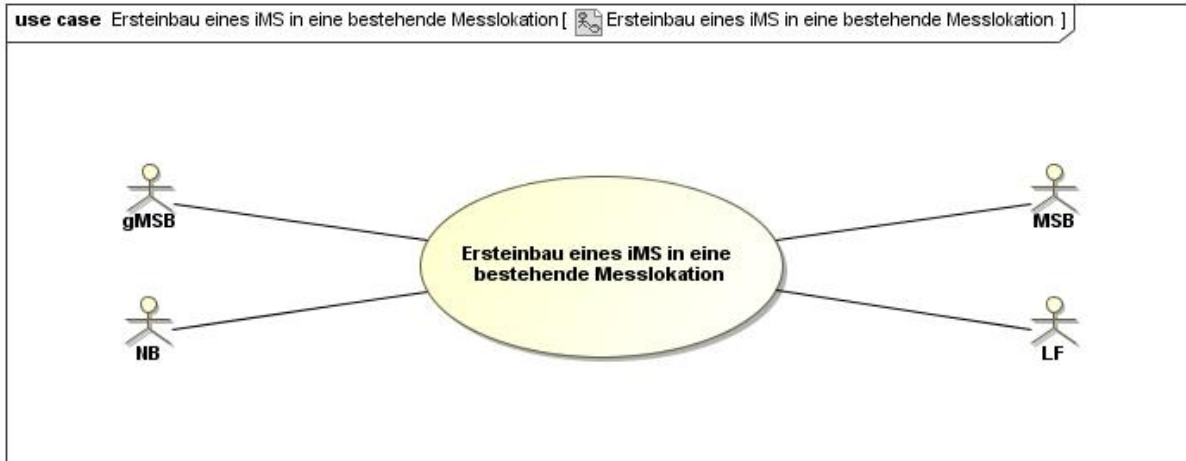 use case Ersteinbau eines iMS in eine bestehende Messlokation [ Ersteinbau eines iMS in eine bestehende Messlokation ]
gMSB
MSB
Ersteinbau eines iMS in eine
bestehende Messlokation
NB
LF